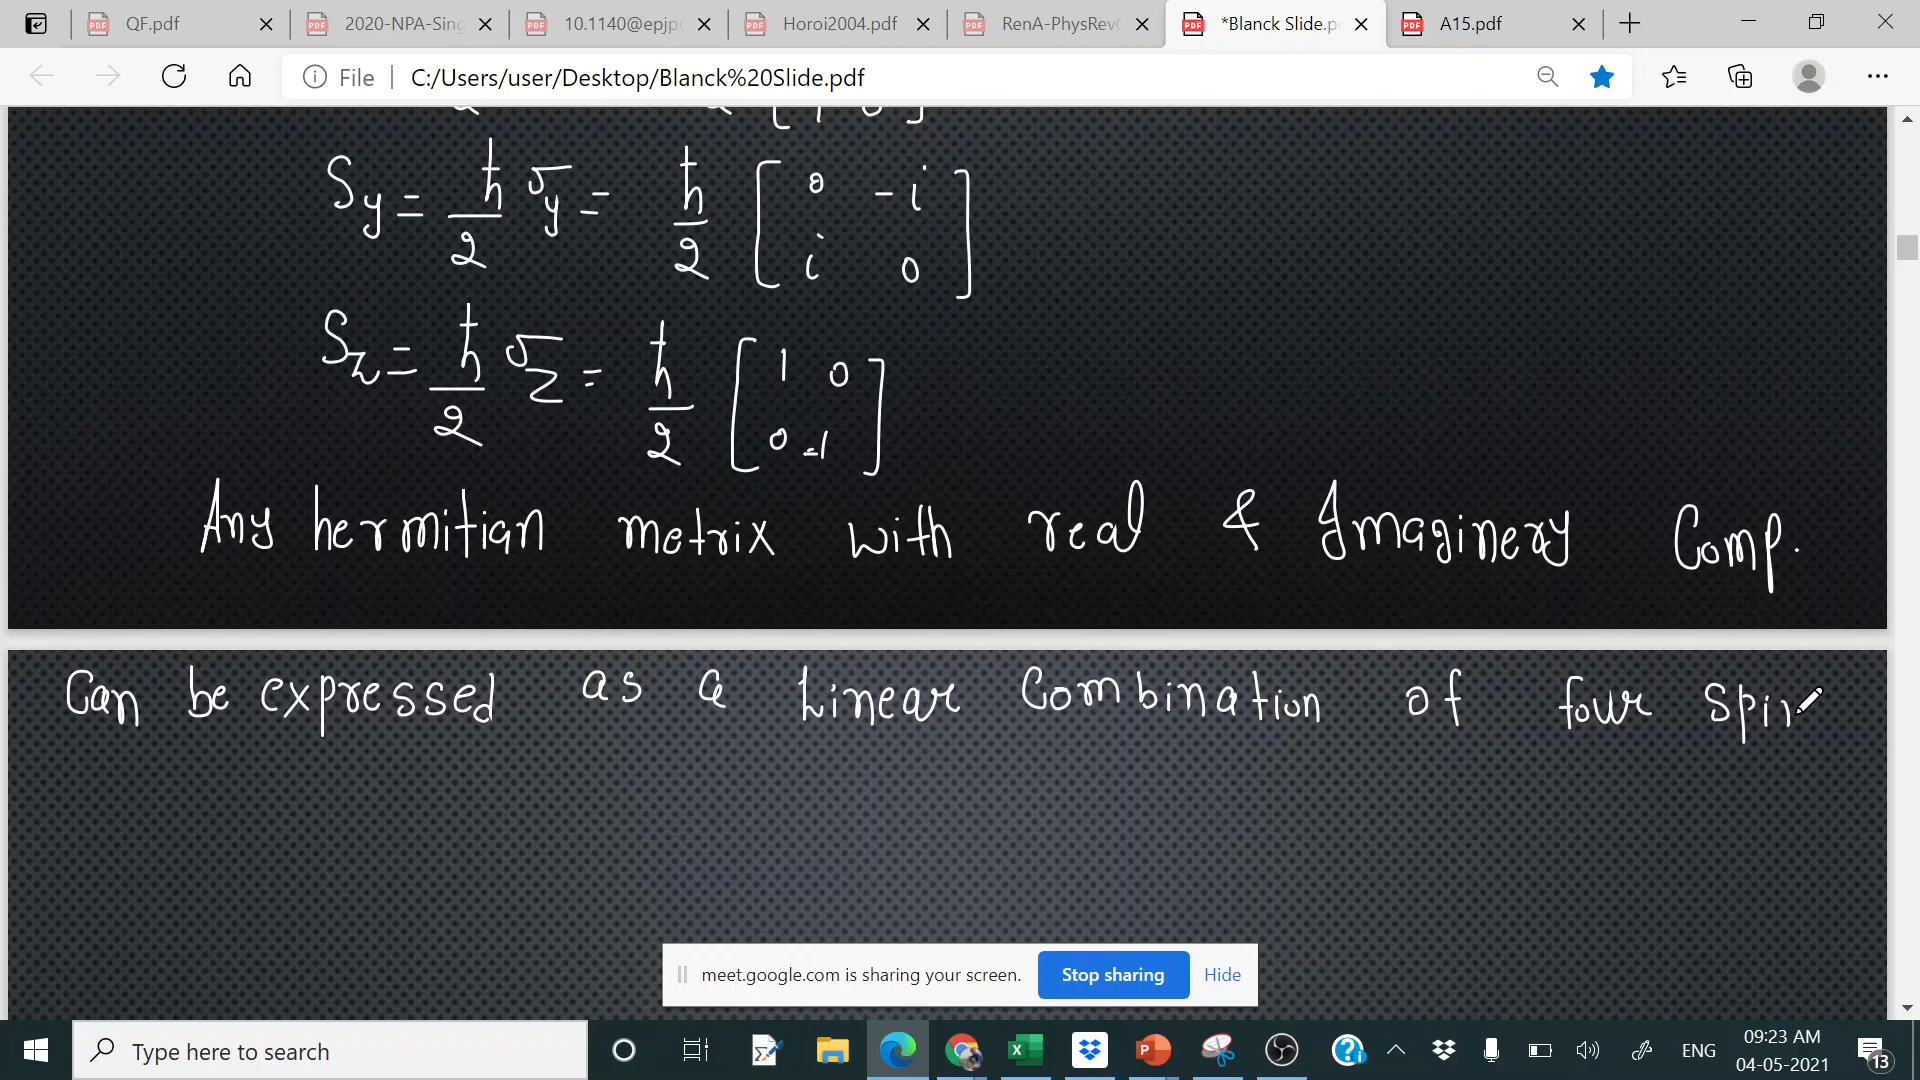 QF.pdf
2020-NPA-Sing
10.1140@epjp
Horoi2004.pdf
RenA-PhysRev
*Blanck Slide.p
A15.pdf
File
C:/Users/user/Desktop/Blanck%20Slide.pdf
Sy = ħ/2 σy = ħ/2 [0 -i
i 0]
Sz = ħ/2 σz = ħ/2 [1 0
0 -1]
Any hermitian metrix with real & Imaginery Comp.
Can be expressed as a Linear Combination of four Spin
meet.google.com is sharing your screen. Stop sharing Hide
Type here to search
ENG
09:23 AM
04-05-2021
13